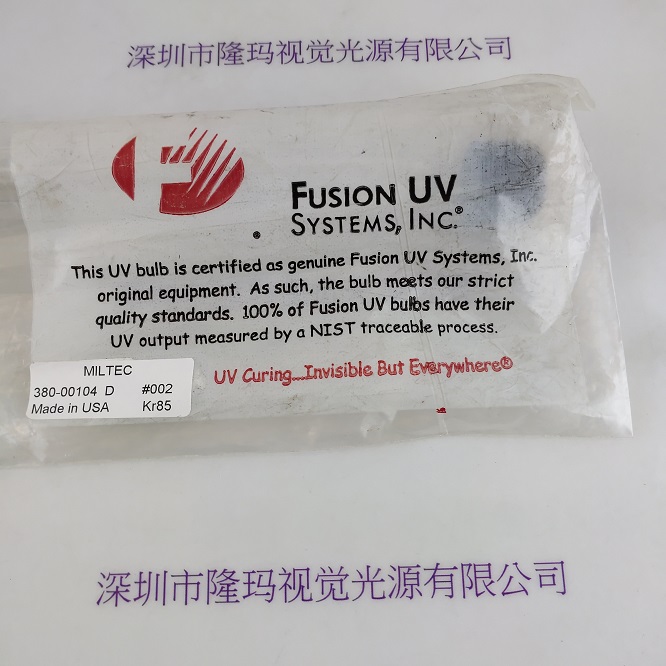 深圳市隆玛视觉光源有限公司
FUSION UV
SYSTEMS, INC.®
This UV bulb is certified as genuine Fusion UV Systems, Inc.
original equipment. As such, the bulb meets our strict
quality standards. 100% of Fusion UV bulbs have their
UV output measured by a NIST traceable process.
UV Curing...Invisible But Everywhere®
MILTEC
380-00104 D #002
Made in USA Kr85
深圳市隆玛视觉光源有限公司